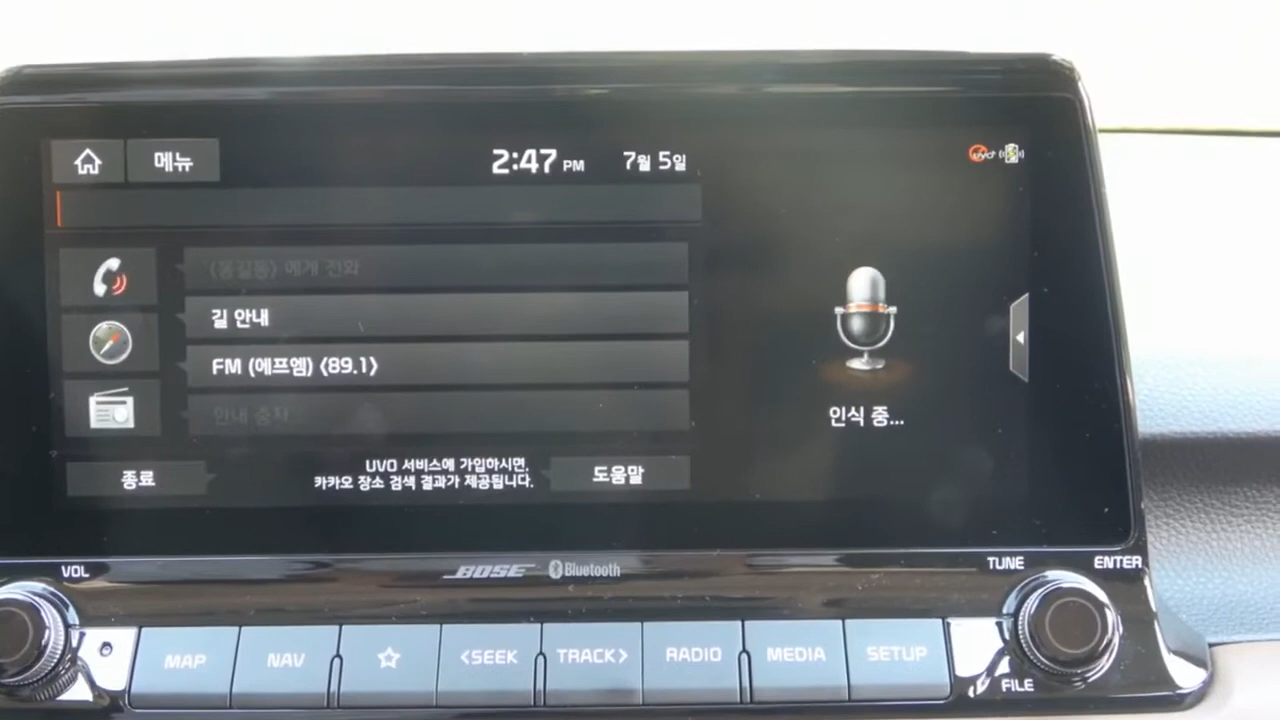 메뉴
2:47 PM
7월 5일
UVO
<홍길동> 에게 전화
길 안내
FM (에프엠) <89.1>
안내 중지
인식 중...
종료
UVO 서비스에 가입하시면,
카카오 장소 검색 결과가 제공됩니다.
도움말
VOL
BOSE
Bluetooth
TUNE
ENTER
MAP
NAV
<SEEK
TRACK>
RADIO
MEDIA
SETUP
FILE